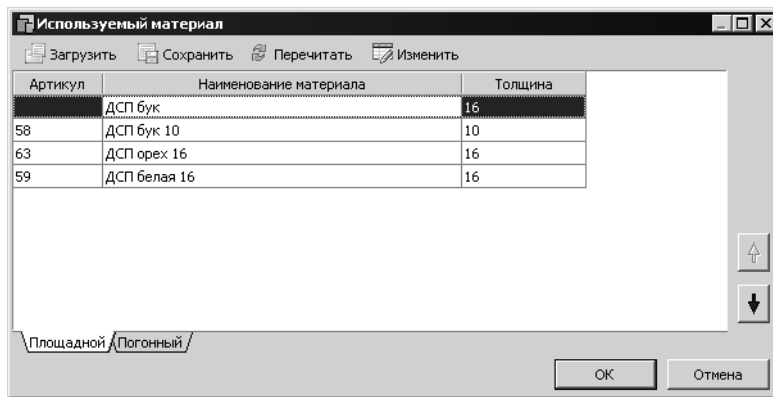 Используемый материал
Загрузить Сохранить Перечитать Изменить
Артикул Наименование материала Толщина
ДСП бук 16
58 ДСП бук 10 10
63 ДСП орех 16 16
59 ДСП белая 16 16
Площадной Погонный
ОК Отмена